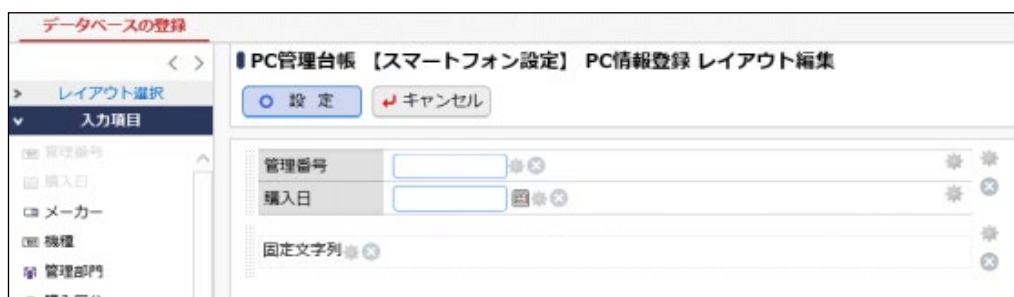 データベースの登録
< >
レイアウト選択
入力項目
管理番号
購入日
メーカー
機種
管理部門
PC管理台帳 【スマートフォン設定】 PC情報登録 レイアウト編集
設 定
キャンセル
管理番号
購入日
固定文字列